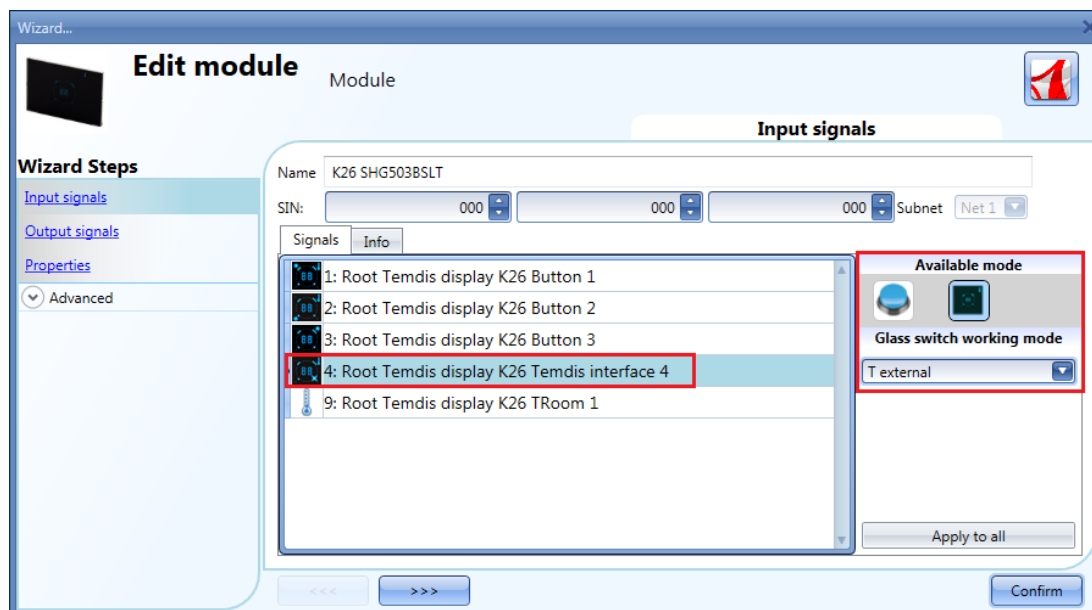 Wizard...
Edit module
Module
Input signals
Wizard Steps
Input signals
Output signals
Properties
Advanced
Name K26 SHG503BSLT
SIN: 000 000 000 Subnet Net 1
Signals Info
1: Root Temdis display K26 Button 1
2: Root Temdis display K26 Button 2
3: Root Temdis display K26 Button 3
4: Root Temdis display K26 Temdis interface 4
9: Root Temdis display K26 TRoom 1
Available mode
Glass switch working mode
T external
Apply to all
<<< >>> Confirm